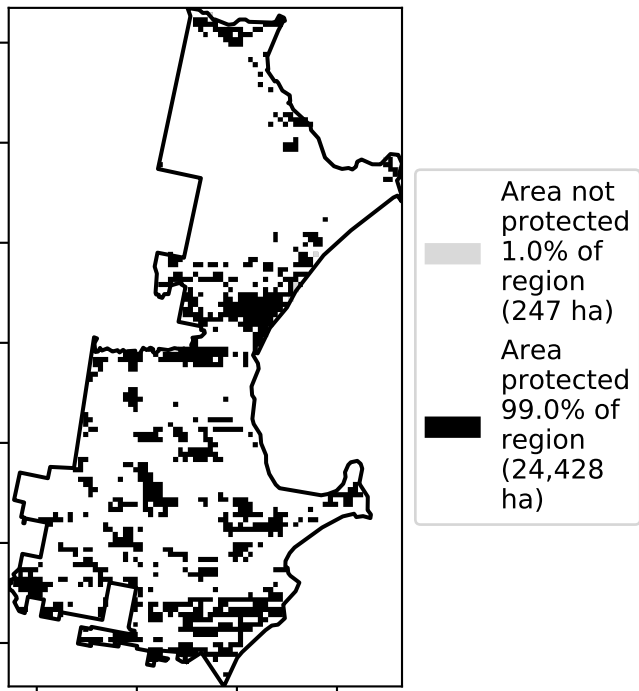 Area not
protected
1.0% of
region
(247 ha)
Area
protected
99.0% of
region
(24,428
ha)